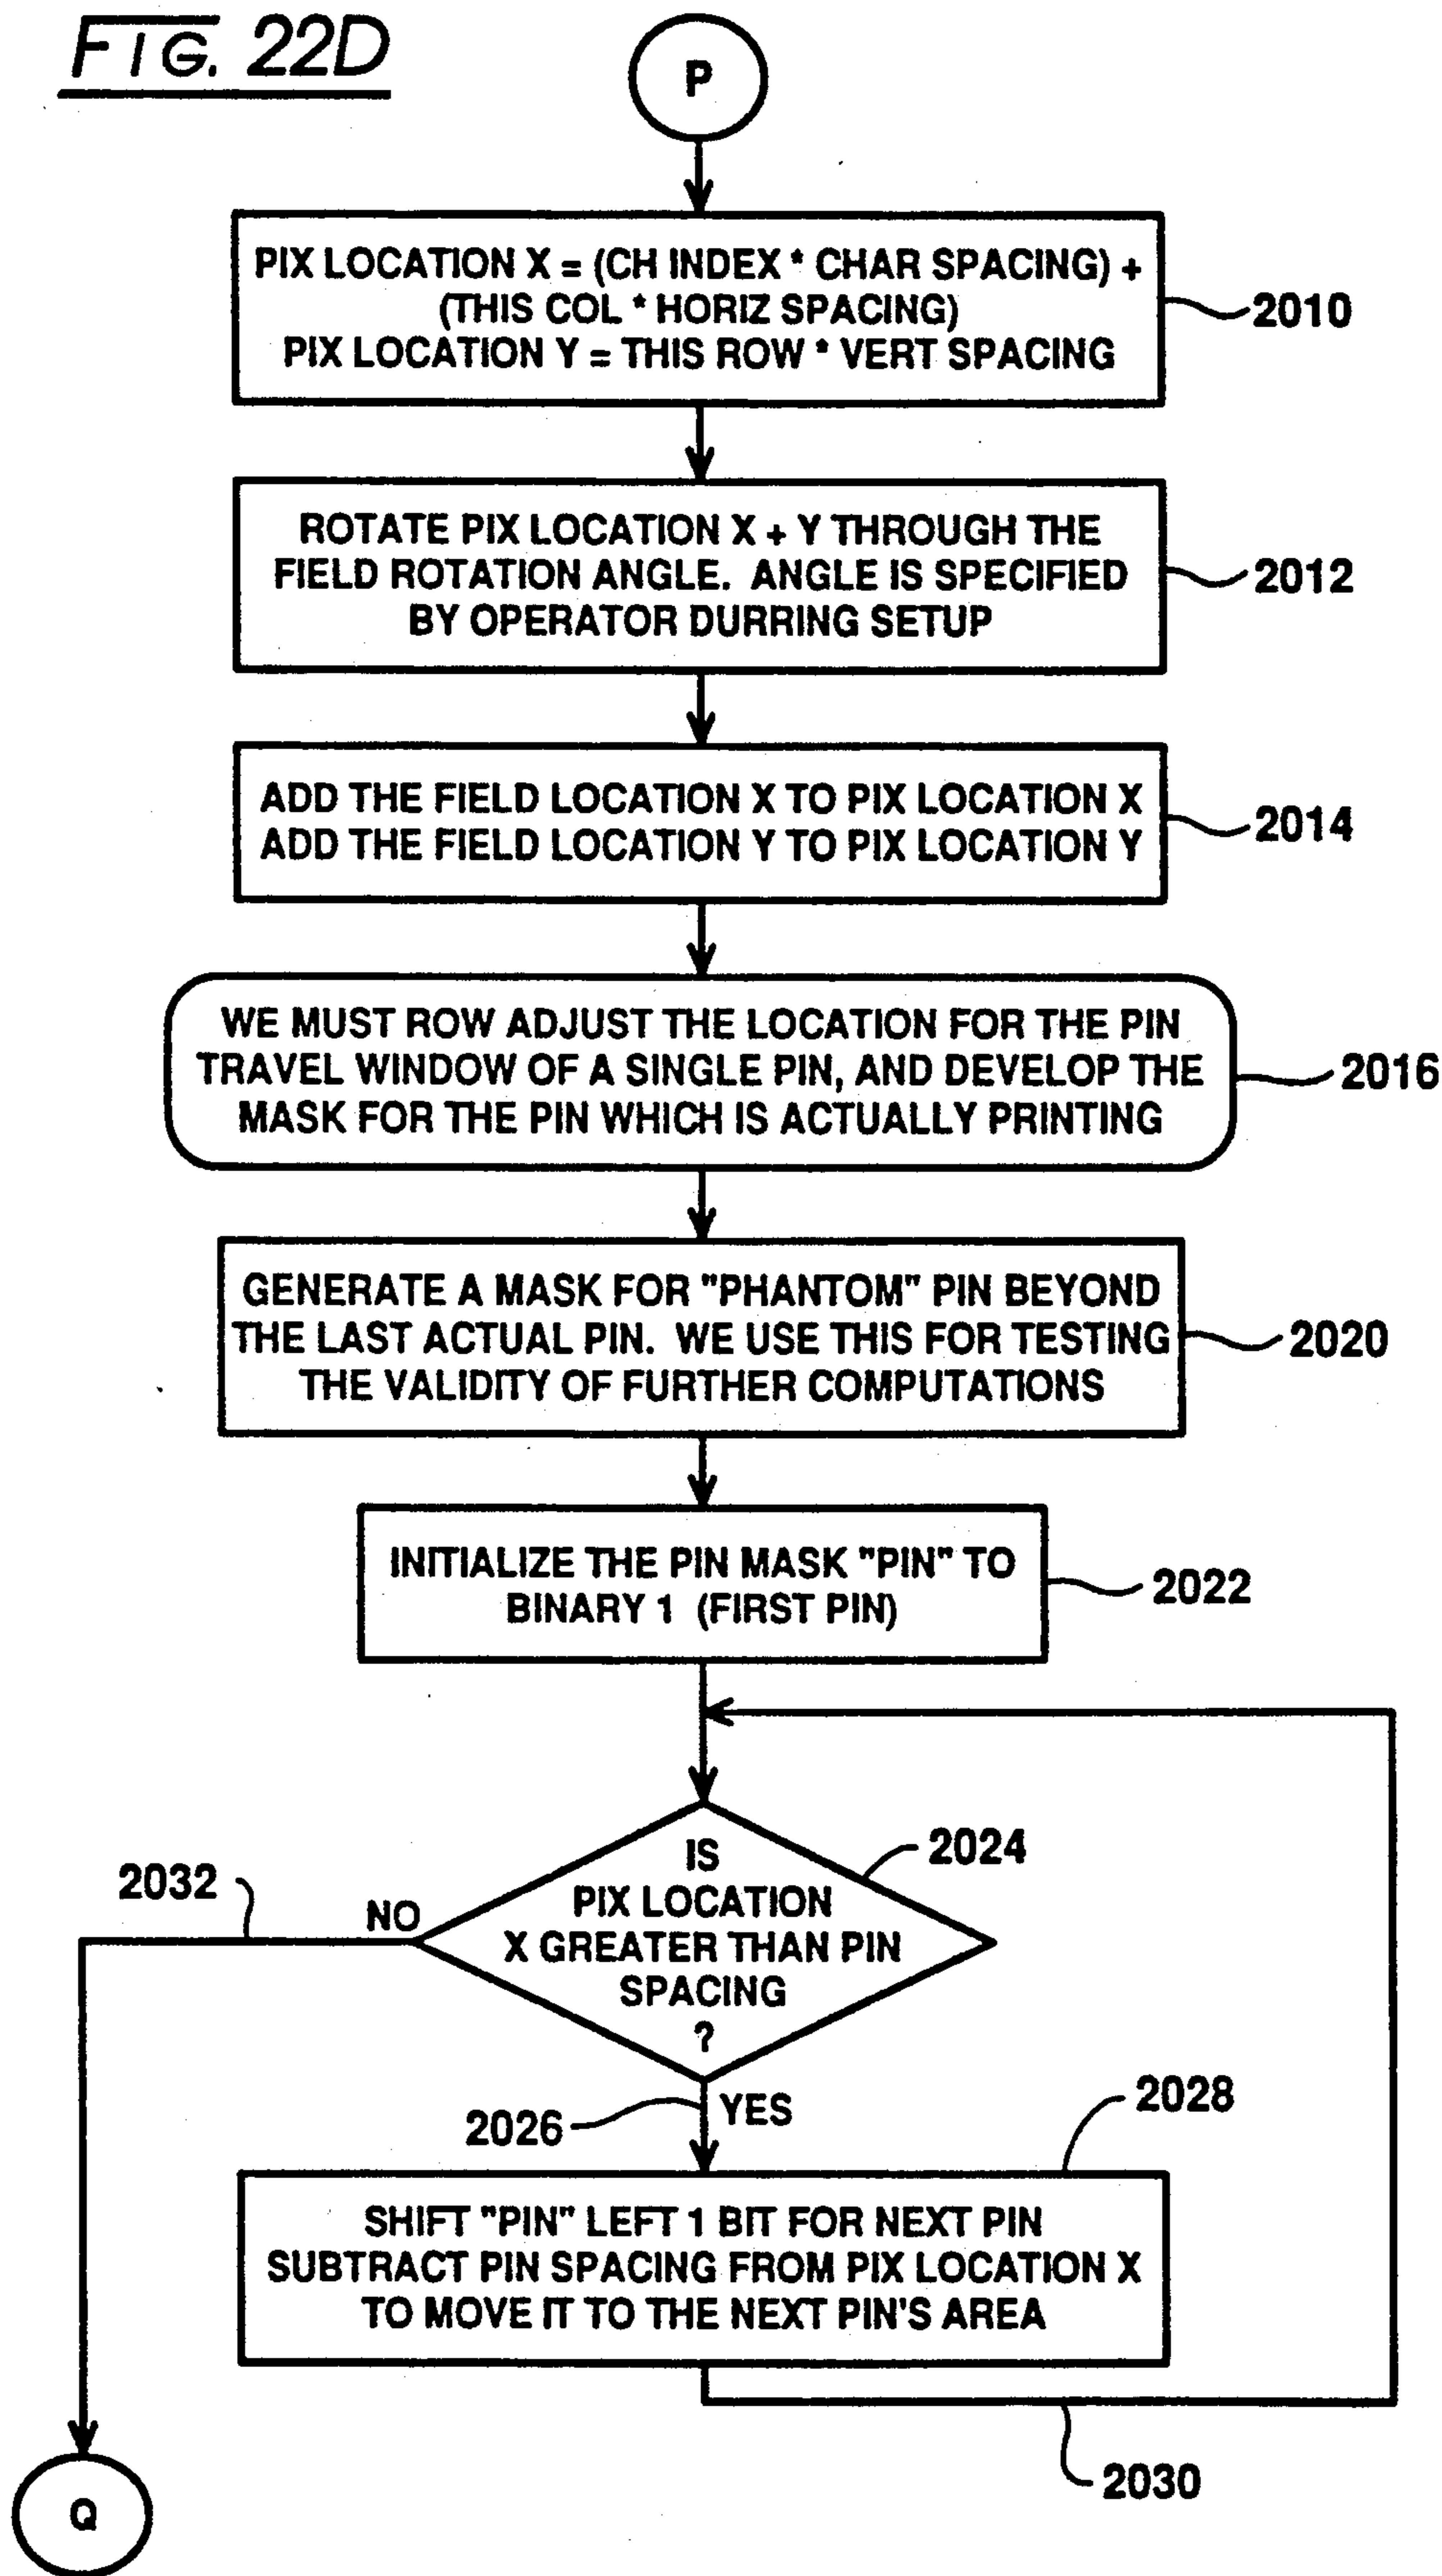 FIG. 22D
P
PIX LOCATION X = (CH INDEX * CHAR SPACING) +
(THIS COL * HORIZ SPACING)
PIX LOCATION Y = THIS ROW * VERT SPACING
2010
ROTATE PIX LOCATION X + Y THROUGH THE
FIELD ROTATION ANGLE. ANGLE IS SPECIFIED
BY OPERATOR DURRING SETUP
2012
ADD THE FIELD LOCATION X TO PIX LOCATION X
ADD THE FIELD LOCATION Y TO PIX LOCATION Y
2014
WE MUST ROW ADJUST THE LOCATION FOR THE PIN
TRAVEL WINDOW OF A SINGLE PIN, AND DEVELOP THE
MASK FOR THE PIN WHICH IS ACTUALLY PRINTING
2016
GENERATE A MASK FOR "PHANTOM" PIN BEYOND
THE LAST ACTUAL PIN. WE USE THIS FOR TESTING
THE VALIDITY OF FURTHER COMPUTATIONS
2020
INITIALIZE THE PIN MASK "PIN" TO
BINARY 1 (FIRST PIN)
2022
IS
PIX LOCATION
X GREATER THAN PIN
SPACING
?
2024
2032
NO
2026
YES
2028
SHIFT "PIN" LEFT 1 BIT FOR NEXT PIN
SUBTRACT PIN SPACING FROM PIX LOCATION X
TO MOVE IT TO THE NEXT PIN'S AREA
2030
Q